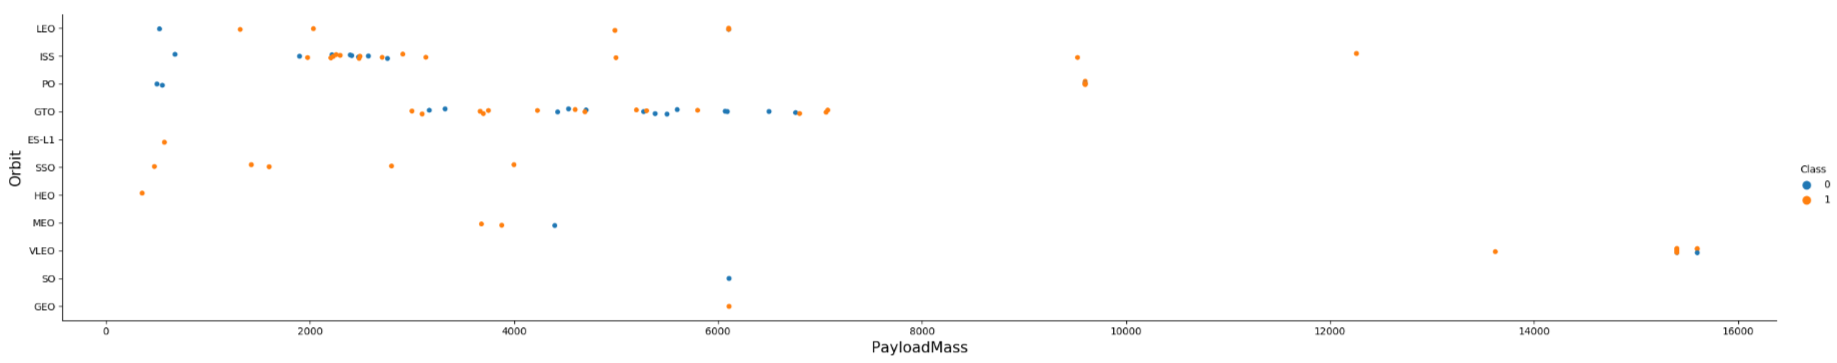 Orbit
LEO
ISS
PO
GTO
ES-L1
SSO
HEO
MEO
VLEO
SO
GEO
0 2000 4000 6000 8000 10000 12000 14000 16000
PayloadMass
Class
0
1